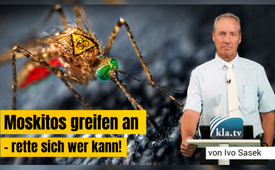 Moskitos greifen an
- rette sich wer kann!
kla.tv
von Ivo Sasek